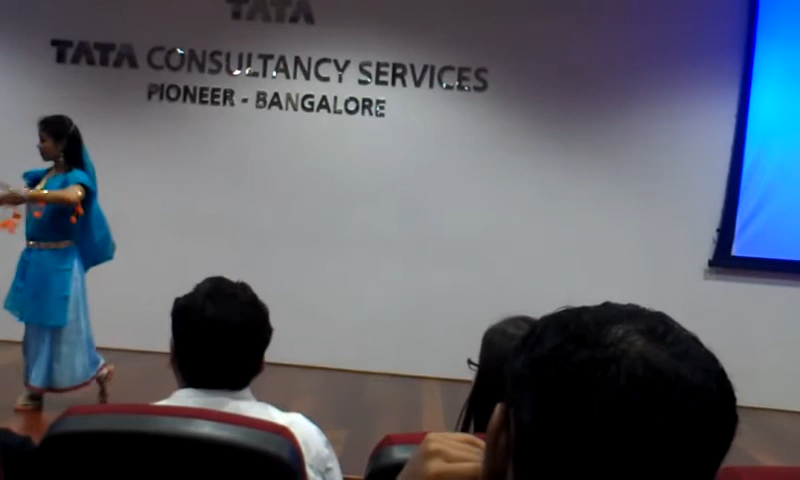 TATA
TATA CONSULTANCY SERVICES
PIONEER - BANGALORE